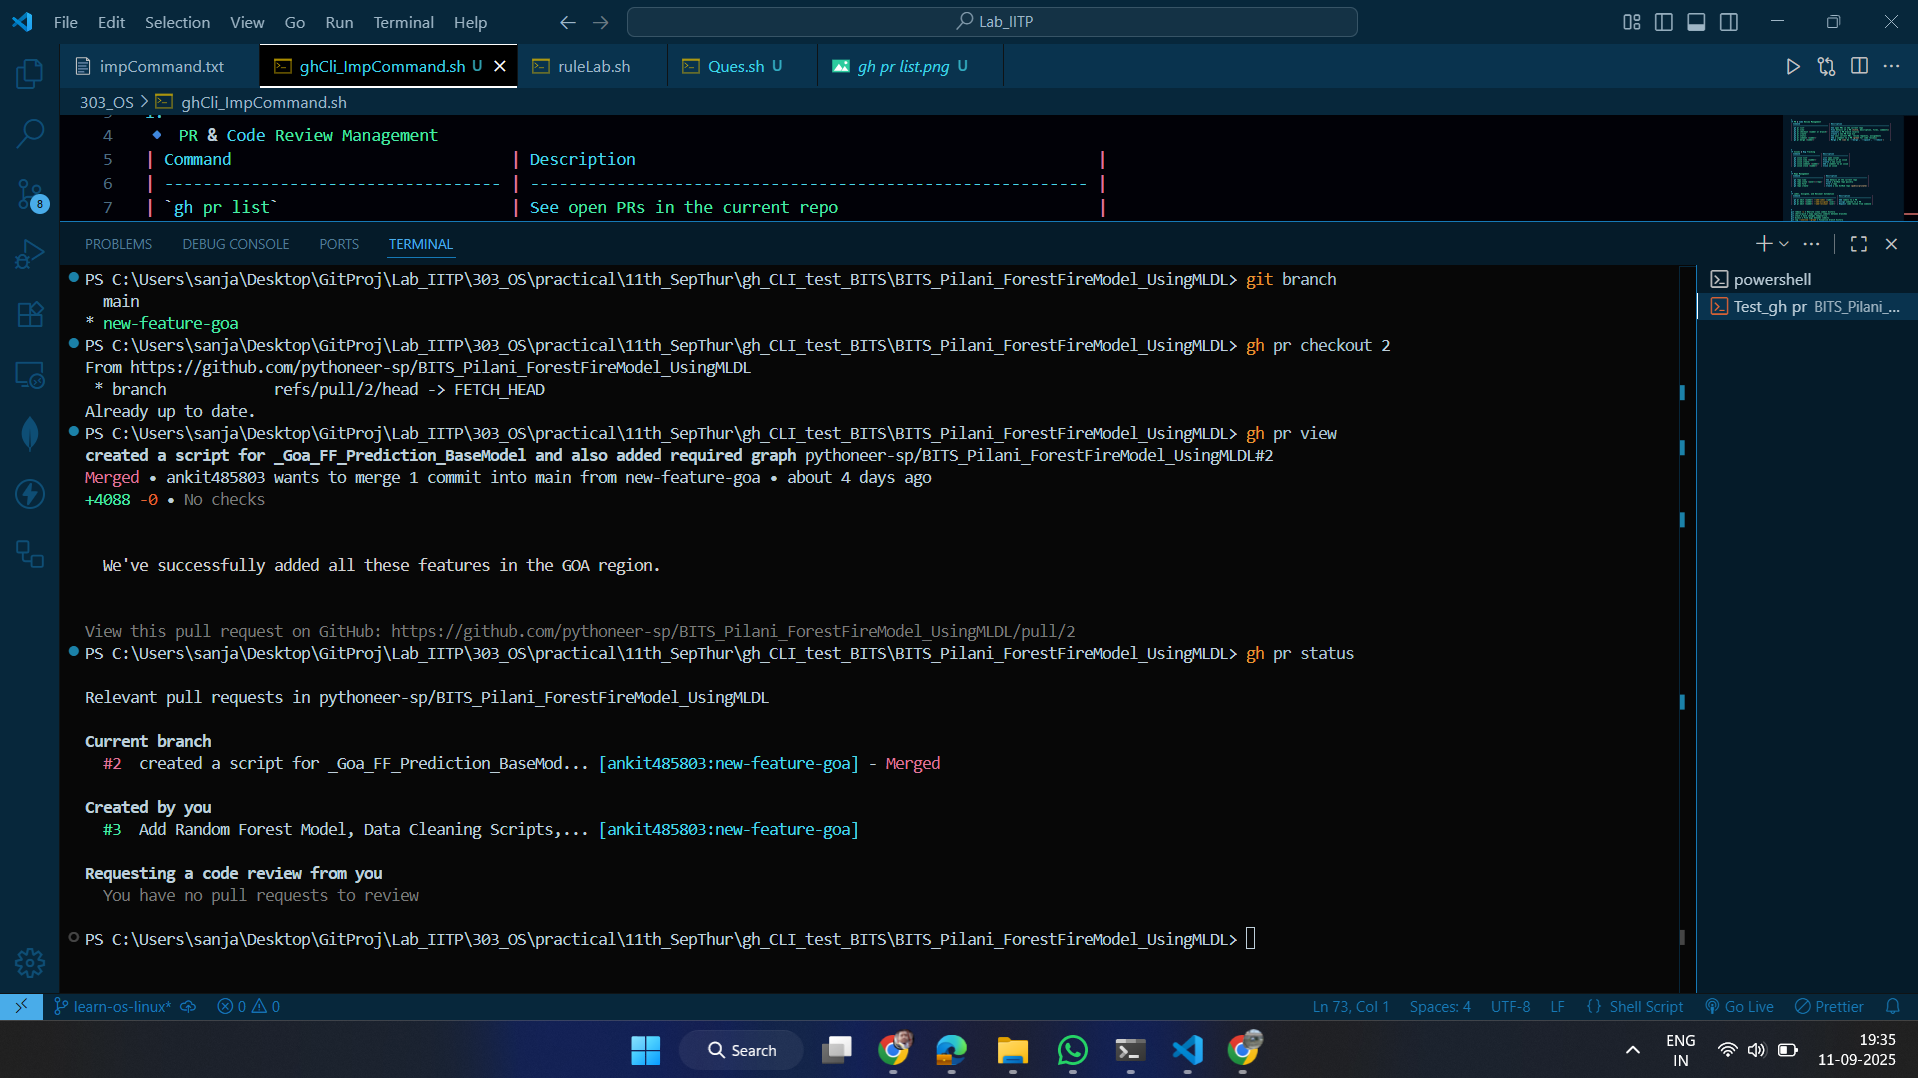 File Edit Selection View Go Run Terminal Help
Lab_IITP
impCommand.txt
ghCli_ImpCommand.sh U
ruleLab.sh
Ques.sh U
gh pr list.png U
303_OS > ghCli_ImpCommand.sh
4 🔹 PR & Code Review Management
5 | Command | Description |
6 | ---------------------------------- | -------------------------------------------------------------- |
7 | `gh pr list` | See open PRs in the current repo |
PROBLEMS DEBUG CONSOLE PORTS TERMINAL
powershell
Test_gh pr BITS_Pilani_...
PS C:\Users\sanja\Desktop\GitProj\Lab_IITP\303_OS\practical\11th_SepThur\gh_CLI_test_BITS\BITS_Pilani_ForestFireModel_UsingMLDL> git branch
main
* new-feature-goa
PS C:\Users\sanja\Desktop\GitProj\Lab_IITP\303_OS\practical\11th_SepThur\gh_CLI_test_BITS\BITS_Pilani_ForestFireModel_UsingMLDL> gh pr checkout 2
From https://github.com/pythoneer-sp/BITS_Pilani_ForestFireModel_UsingMLDL
* branch refs/pull/2/head -> FETCH_HEAD
Already up to date.
PS C:\Users\sanja\Desktop\GitProj\Lab_IITP\303_OS\practical\11th_SepThur\gh_CLI_test_BITS\BITS_Pilani_ForestFireModel_UsingMLDL> gh pr view
created a script for _Goa_FF_Prediction_BaseModel and also added required graph pythoneer-sp/BITS_Pilani_ForestFireModel_UsingMLDL#2
Merged • ankit485803 wants to merge 1 commit into main from new-feature-goa • about 4 days ago
+4088 -0 • No checks
We've successfully added all these features in the GOA region.
View this pull request on GitHub: https://github.com/pythoneer-sp/BITS_Pilani_ForestFireModel_UsingMLDL/pull/2
PS C:\Users\sanja\Desktop\GitProj\Lab_IITP\303_OS\practical\11th_SepThur\gh_CLI_test_BITS\BITS_Pilani_ForestFireModel_UsingMLDL> gh pr status
Relevant pull requests in pythoneer-sp/BITS_Pilani_ForestFireModel_UsingMLDL
Current branch
#2 created a script for _Goa_FF_Prediction_BaseMod... [ankit485803:new-feature-goa] - Merged
Created by you
#3 Add Random Forest Model, Data Cleaning Scripts,... [ankit485803:new-feature-goa]
Requesting a code review from you
You have no pull requests to review
PS C:\Users\sanja\Desktop\GitProj\Lab_IITP\303_OS\practical\11th_SepThur\gh_CLI_test_BITS\BITS_Pilani_ForestFireModel_UsingMLDL>
8
learn-os-linux* 0 0 Ln 73, Col 1 Spaces: 4 UTF-8 LF {} Shell Script Go Live Prettier
Search
ENG
IN
19:35
11-09-2025